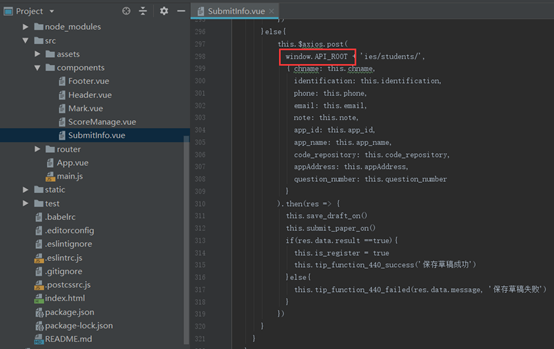 Project
SubmitInfo.vue
node_modules
src
assets
components
Footer.vue
Header.vue
Mark.vue
ScoreManage.vue
SubmitInfo.vue
router
App.vue
main.js
static
test
.babelrc
.editorconfig
.eslintignore
.eslintrc.js
.gitignore
.postcssrc.js
index.html
package.json
package-lock.json
README.md
296 }else{
297 this.$axios.post(
298 window.API_ROOT + 'ies/students/',
299 { chname: this.chname,
300 identification: this.identification,
301 phone: this.phone,
302 email: this.email,
303 note: this.note,
304 app_id: this.app_id,
305 app_name: this.app_name,
306 code_repository: this.code_repository,
307 appAddress: this.appAddress,
308 question_number: this.question_number
309 }
310 ).then(res => {
311 this.save_draft_on()
312 this.submit_paper_on()
313 if(res.data.result ==true){
314 this.is_register = true
315 this.tip_function_440_success('保存草稿成功')
316 }else{
317 this.tip_function_440_failed(res.data.message, '保存草稿失败')
318 }
319 })
320 }
321 }